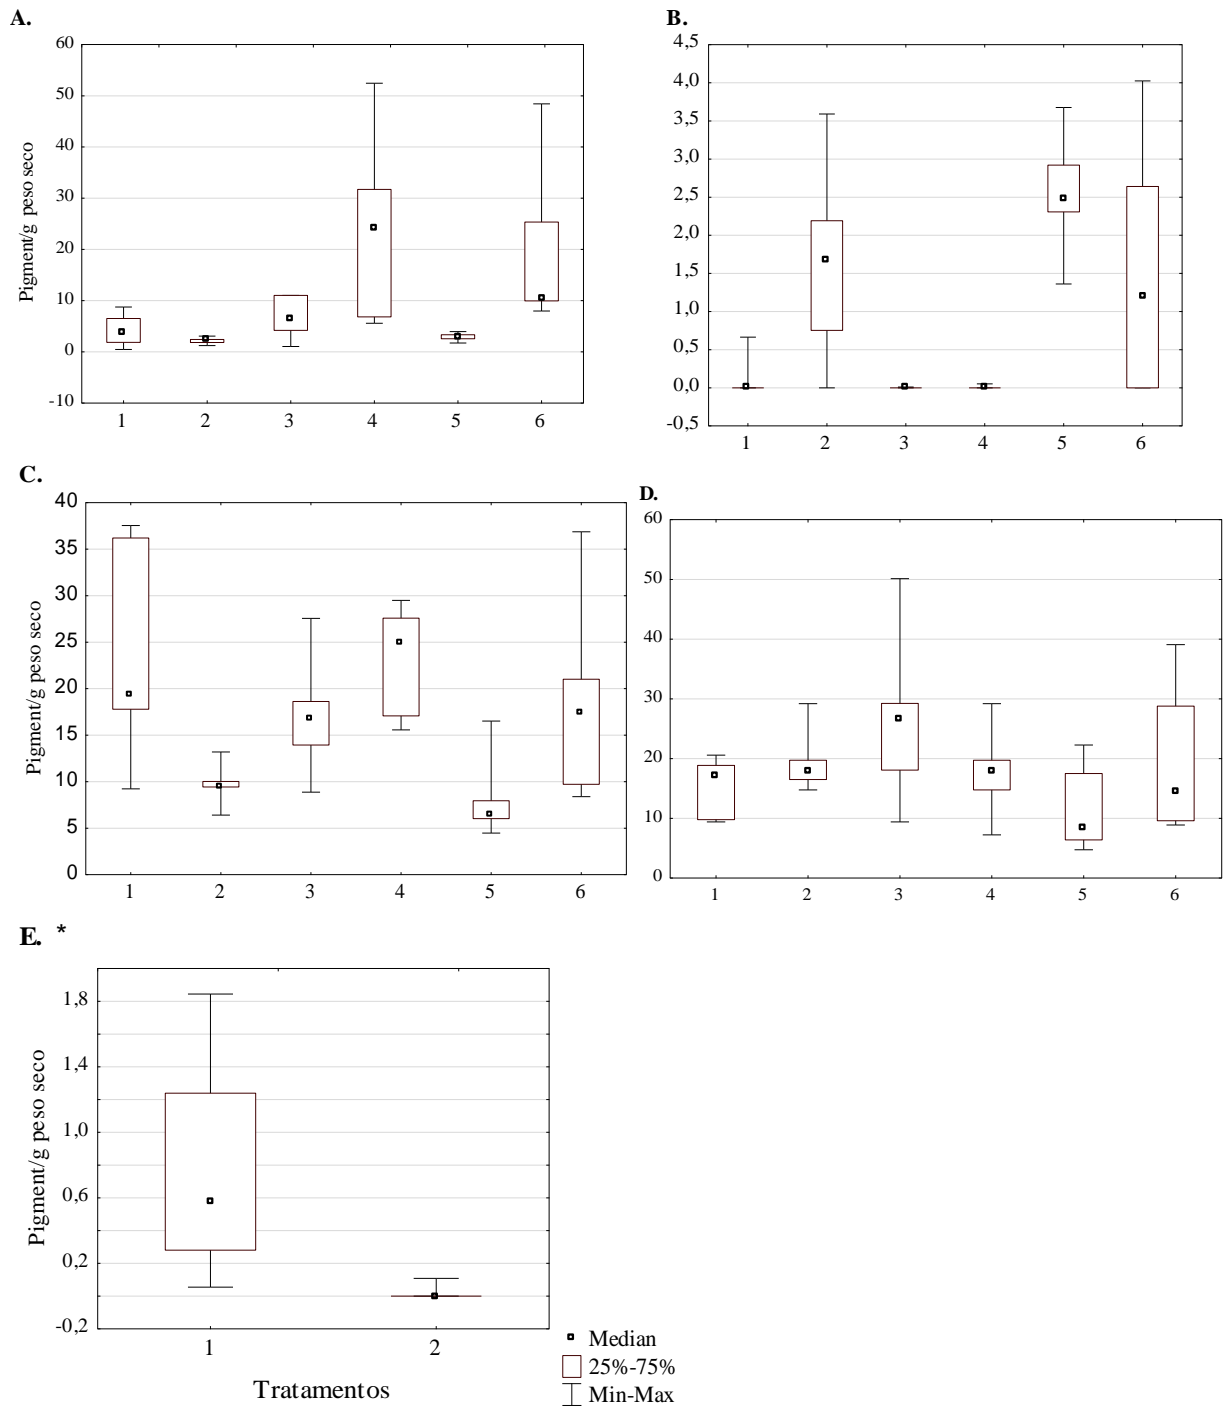 A.
60
50
40
30
20
10
0
-10
Pigment/g peso seco
1 2 3 4 5 6
B.
4,5
4,0
3,5
3,0
2,5
2,0
1,5
1,0
0,5
0,0
-0,5
1 2 3 4 5 6
C.
40
35
30
25
20
15
10
5
0
Pigment/g peso seco
1 2 3 4 5 6
D.
60
50
40
30
20
10
0
1 2 3 4 5 6
E. *
1,8
1,4
1,0
0,6
0,2
-0,2
Pigment/g peso seco
1 2
Tratamentos
Median
25%-75%
Min-Max